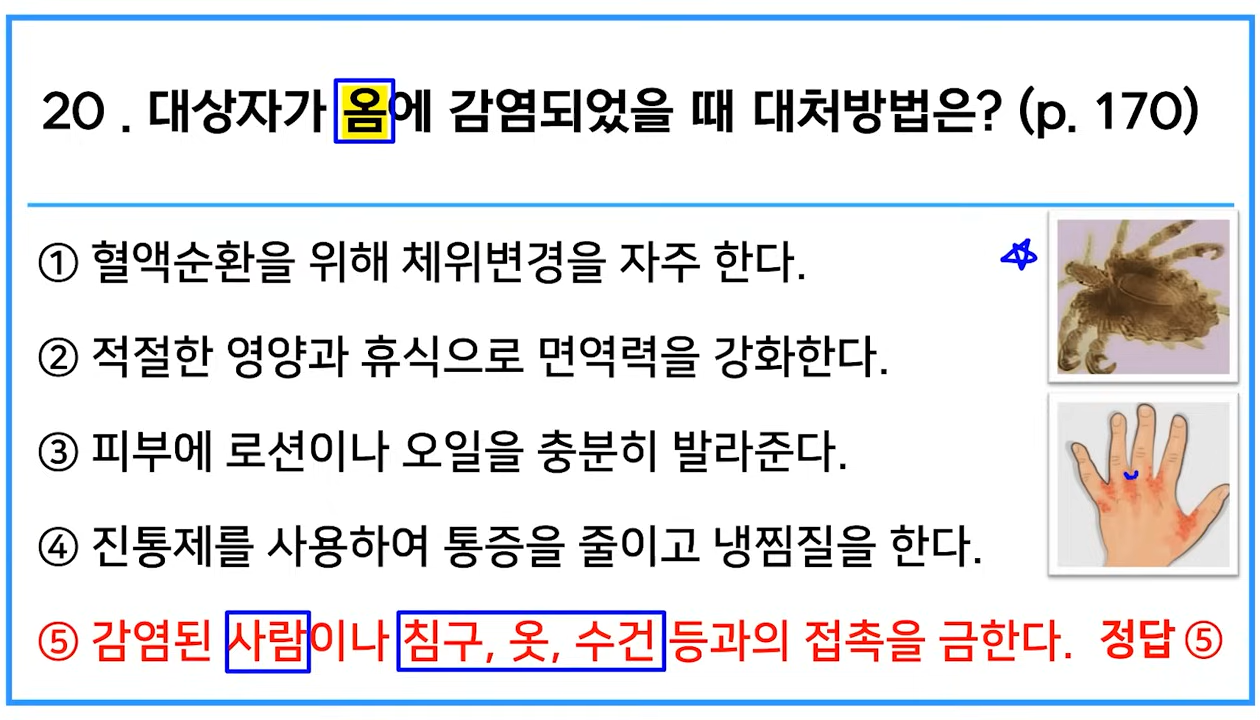 20 . 대상자가 옴에 감염되었을 때 대처방법은? (p. 170)
① 혈액순환을 위해 체위변경을 자주 한다.
② 적절한 영양과 휴식으로 면역력을 강화한다.
③ 피부에 로션이나 오일을 충분히 발라준다.
④ 진통제를 사용하여 통증을 줄이고 냉찜질을 한다.
⑤ 감염된 사람이나 침구, 옷, 수건 등과의 접촉을 금한다. 정답 ⑤